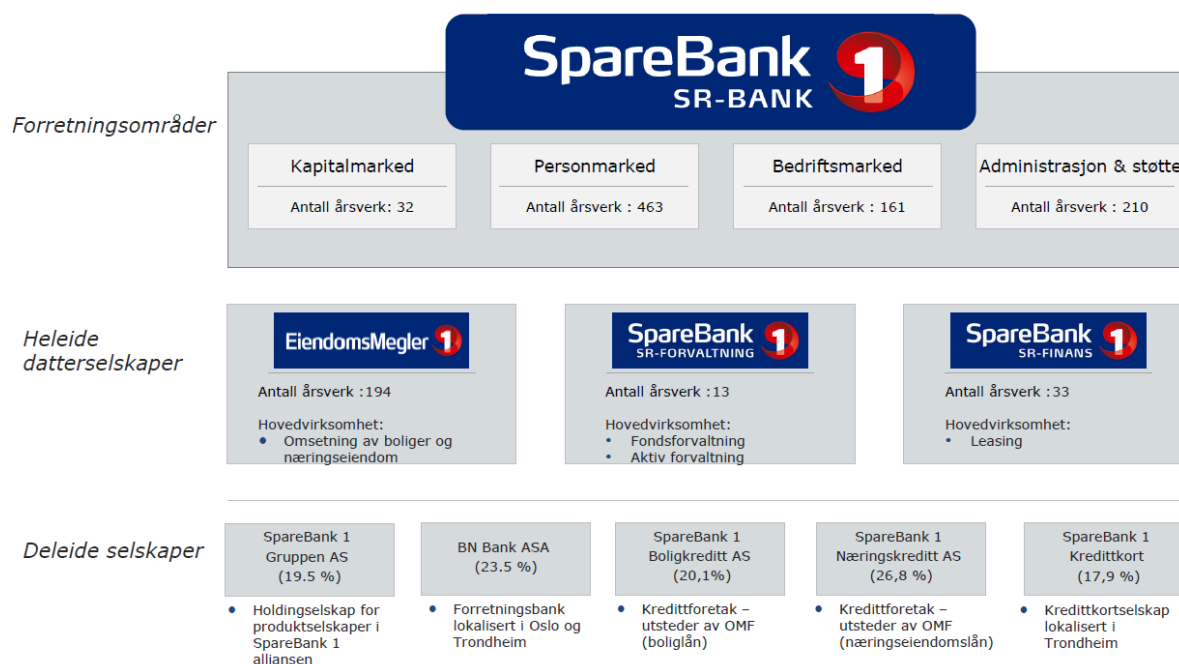 SpareBank 1
SR-BANK
Forretningsområder
Kapitalmarked
Antall årsverk: 32
Personmarked
Antall årsverk : 463
Bedriftsmarked
Antall årsverk : 161
Administrasjon & støtte
Antall årsverk : 210
Heleide
datterselskaper
EiendomsMegler 1
Antall årsverk :194
Hovedvirksomhet:
• Omsetning av boliger og
næringseiendom
SpareBank 1
SR-FORVALTNING
Antall årsverk :13
Hovedvirksomhet:
• Fondsforvaltning
• Aktiv forvaltning
SpareBank 1
SR-FINANS
Antall årsverk :33
Hovedvirksomhet:
• Leasing
Deleide selskaper
SpareBank 1
Gruppen AS
(19.5 %)
• Holdingselskap for
produktselskaper i
SpareBank 1
alliansen
BN Bank ASA
(23.5 %)
• Forretningsbank
lokalisert i Oslo og
Trondheim
SpareBank 1
Boligkreditt AS
(20,1%)
• Kredittforetak –
utsteder av OMF
(boliglån)
SpareBank 1
Næringskreditt AS
(26,8 %)
• Kredittforetak –
utsteder av OMF
(næringseiendomslån)
SpareBank 1
Kredittkort
(17,9 %)
• Kredittkortselskap
lokalisert i
Trondheim